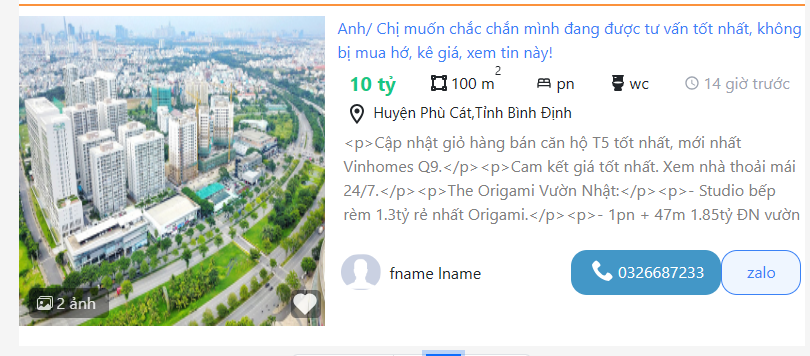 Anh/ Chị muốn chắc chắn mình đang được tư vấn tốt nhất, không
bị mua hớ, kê giá, xem tin này!
10 tỷ 100 m2 pn wc 14 giờ trước
Huyện Phù Cát,Tỉnh Bình Định
<p>Cập nhật giỏ hàng bán căn hộ T5 tốt nhất, mới nhất
Vinhomes Q9.</p><p>Cam kết giá tốt nhất. Xem nhà thoải mái
24/7.</p><p>The Origami Vườn Nhật:</p><p>- Studio bếp
rèm 1.3tỷ rẻ nhất Origami.</p><p>- 1pn + 47m 1.85tỷ ĐN vườn
fname lname
0326687233
zalo
2 ảnh